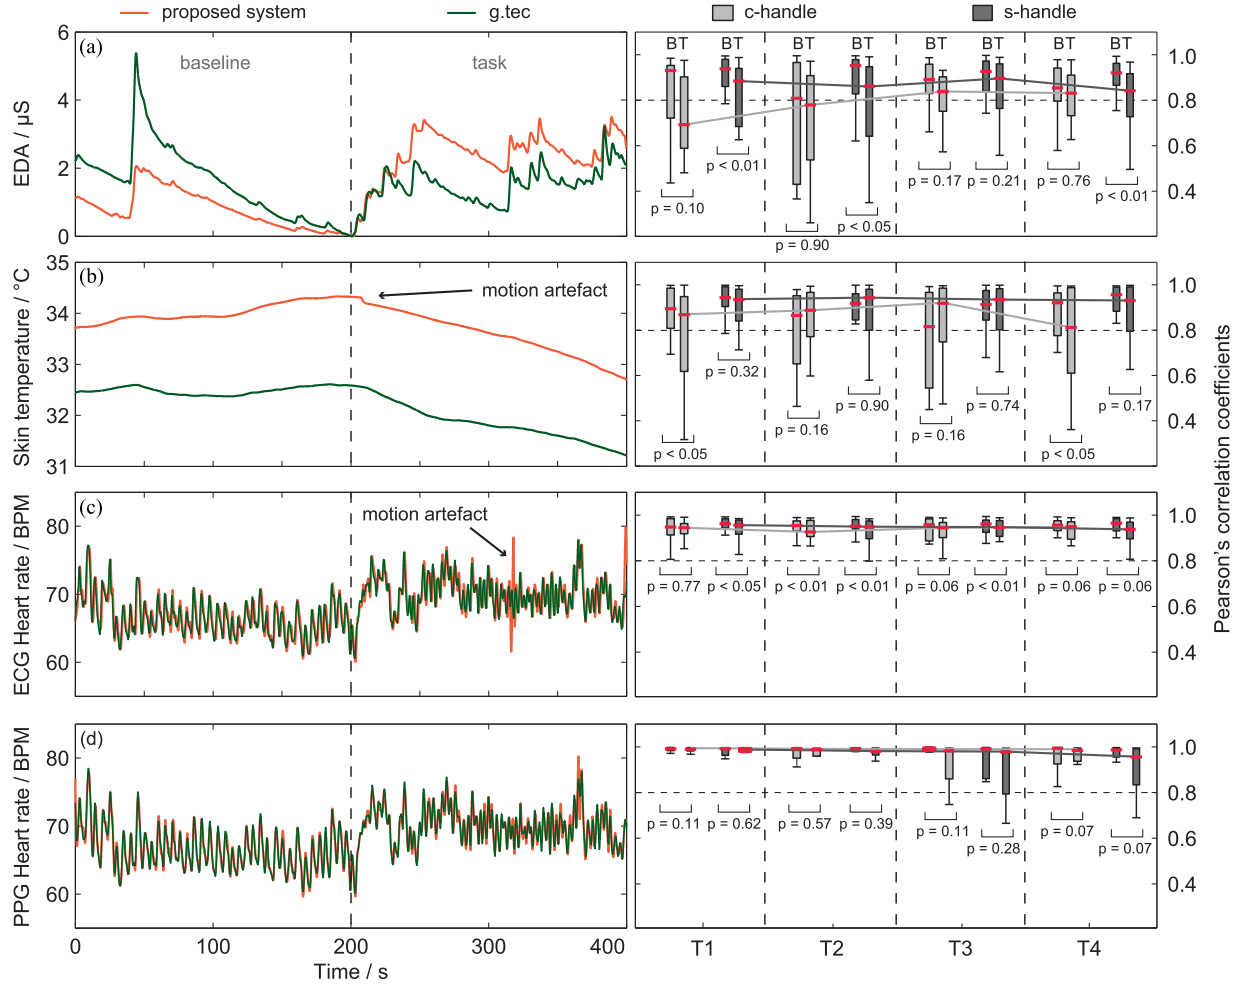 proposed system g.tec c-handle s-handle
(a) baseline task
EDA / µS
6
4
2
0
BT BT BT BT BT BT BT BT
1.0
0.8
0.6
0.4
p = 0.10 p < 0.01 p = 0.90 p < 0.05 p = 0.17 p = 0.21 p = 0.76 p < 0.01
(b)
Skin temperature / °C
35
34
33
32
31
motion artefact
1.0
0.8
0.6
0.4
p < 0.05 p = 0.32 p = 0.16 p = 0.90 p = 0.16 p = 0.74 p < 0.05 p = 0.17
Pearson's correlation coefficients
(c)
ECG Heart rate / BPM
80
70
60
motion artefact
1.0
0.8
0.6
0.4
p = 0.77 p < 0.05 p < 0.01 p < 0.01 p = 0.06 p < 0.01 p = 0.06 p = 0.06
(d)
PPG Heart rate / BPM
80
70
60
1.0
0.8
0.6
0.4
p = 0.11 p = 0.62 p = 0.57 p = 0.39 p = 0.11 p = 0.28 p = 0.07 p = 0.07
0 100 200 300 400
Time / s
T1 T2 T3 T4